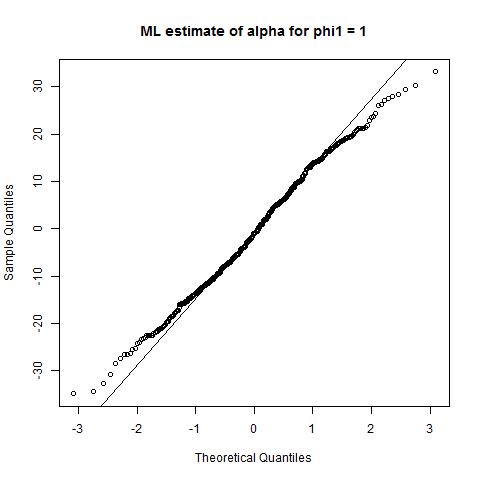 ML estimate of alpha for phi1 = 1
Sample Quantiles
30
20
10
0
-10
-20
-30
-3 -2 -1 0 1 2 3
Theoretical Quantiles